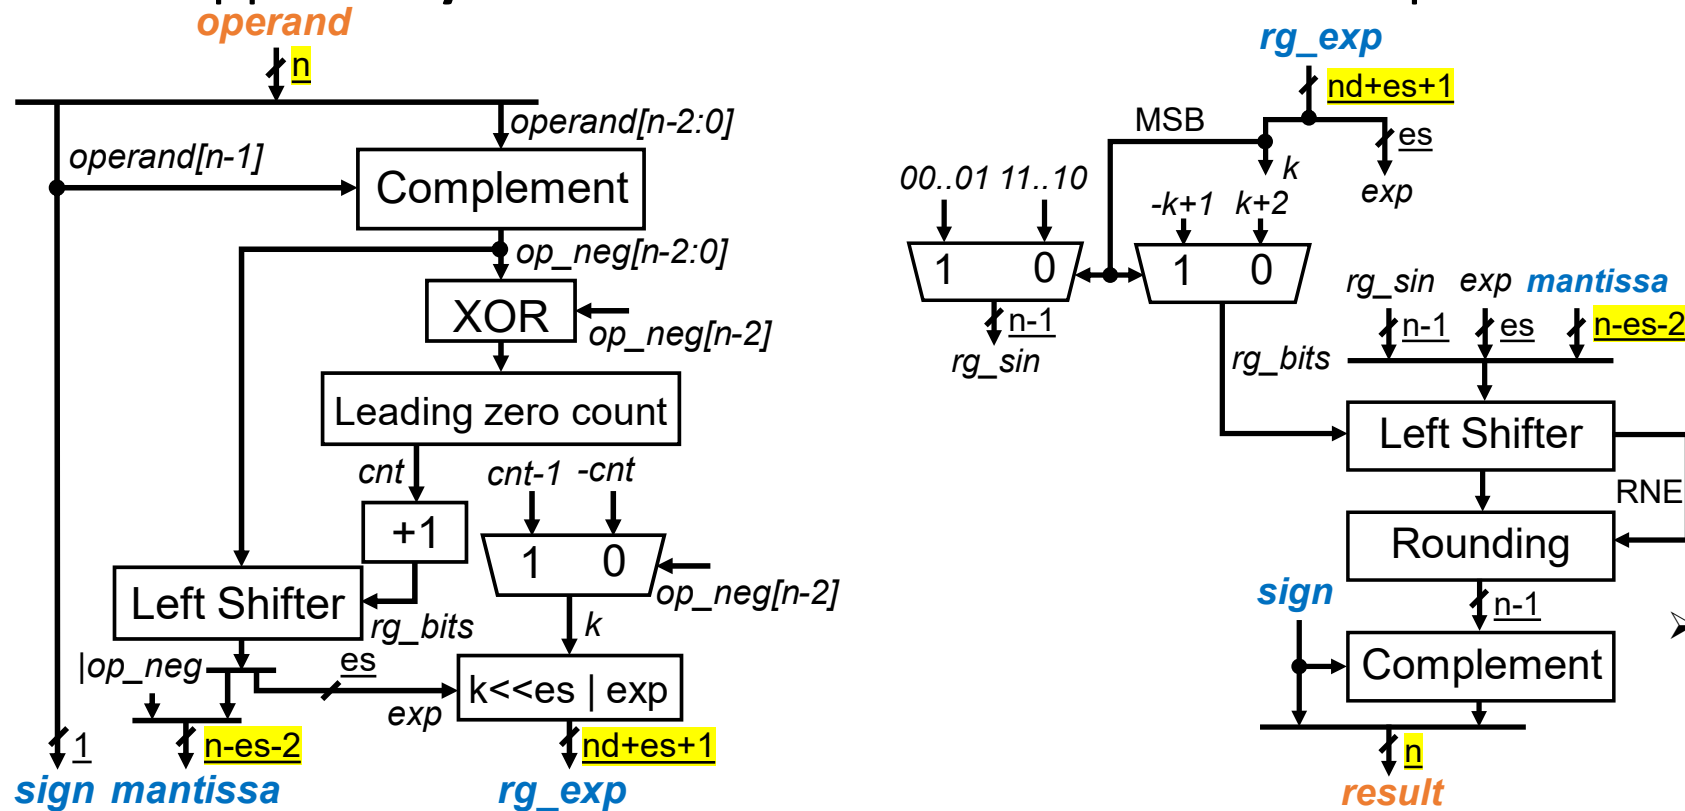 operand
n
operand[n-2:0]
operand[n-1]
Complement
op_neg[n-2:0]
XOR
op_neg[n-2]
Leading zero count
cnt
cnt-1 -cnt
+1
1 0
op_neg[n-2]
Left Shifter
rg_bits
k
|op_neg
es
exp
k<<es | exp
1
n-es-2
nd+es+1
sign mantissa
rg_exp
rg_exp
nd+es+1
MSB
es
k
exp
00..01 11..10
-k+1 k+2
1 0
1 0
n-1
rg_sin
rg_bits
rg_sin exp mantissa
n-1
es
n-es-2
Left Shifter
RNE
Rounding
n-1
sign
Complement
n
result